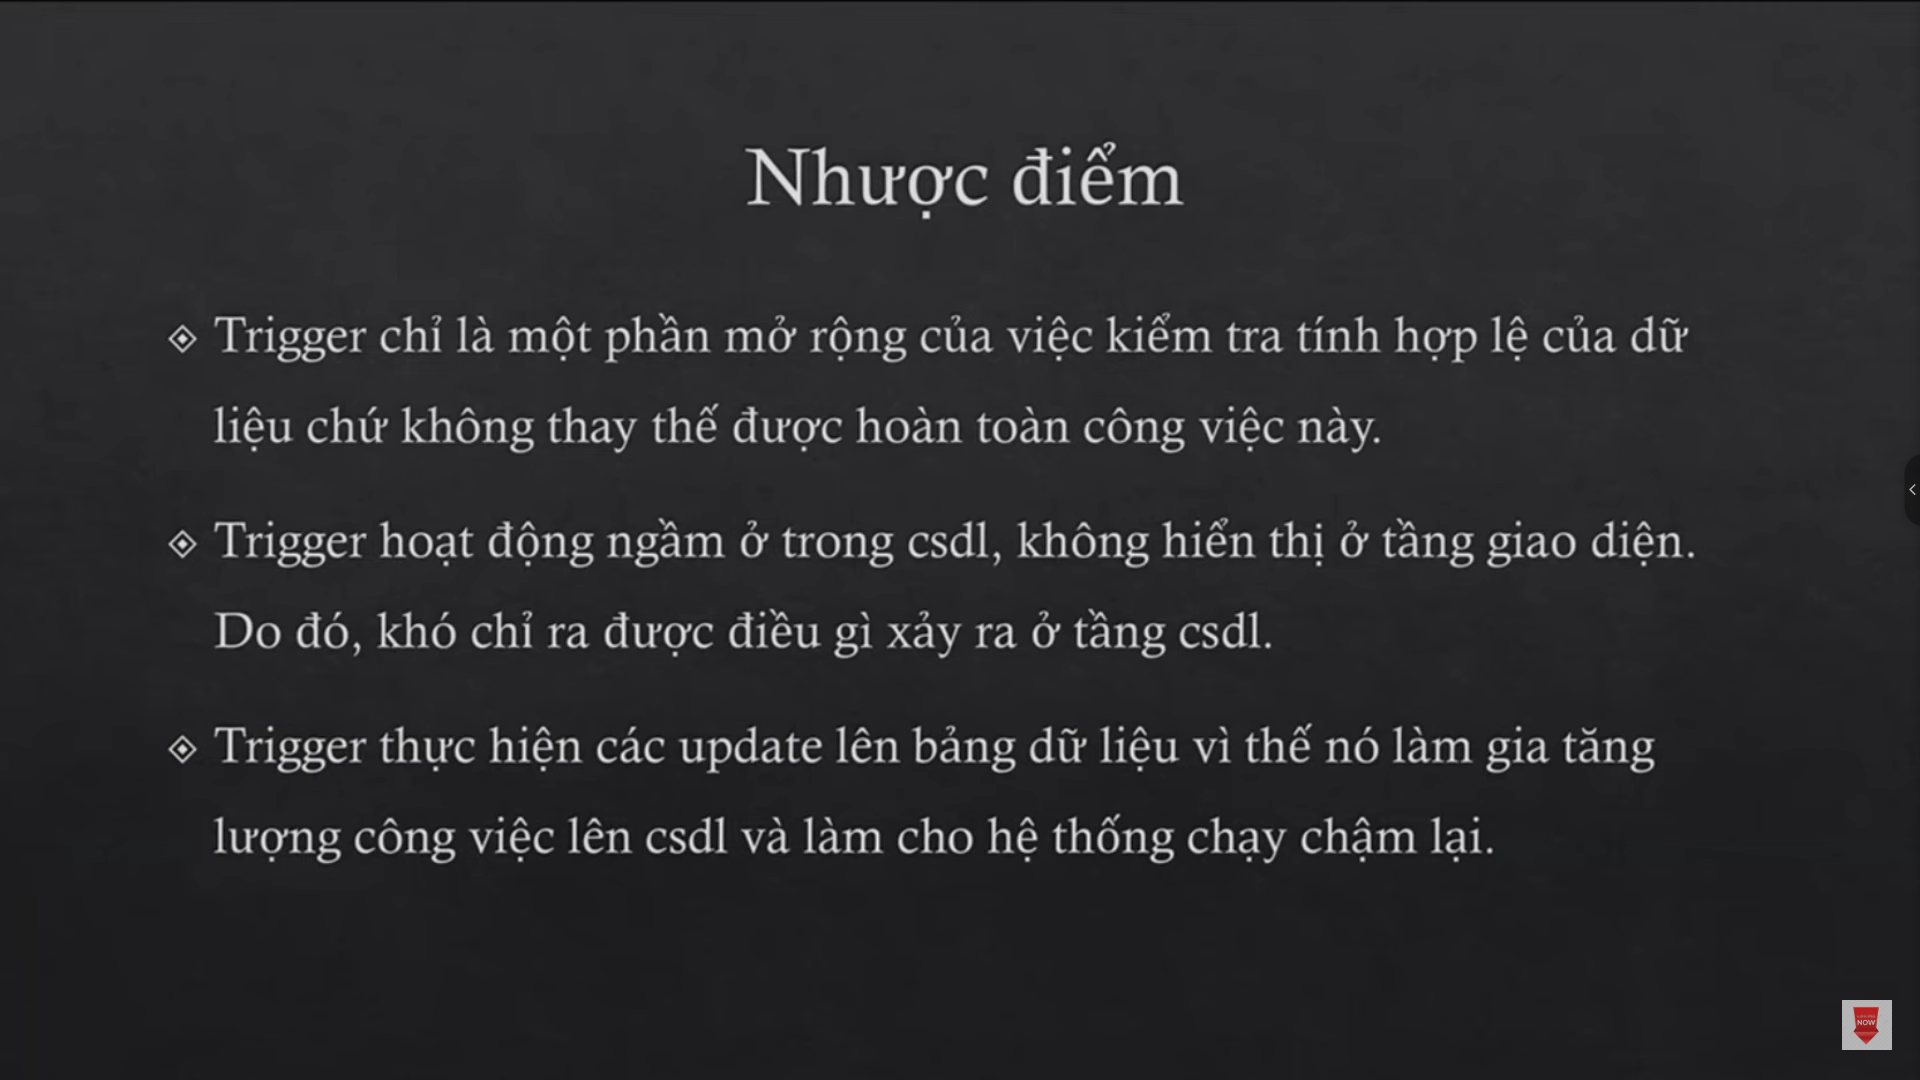 Nhược điểm
Trigger chỉ là một phần mở rộng của việc kiểm tra tính hợp lệ của dữ
liệu chứ không thay thế được hoàn toàn công việc này.
Trigger hoạt động ngầm ở trong csdl, không hiển thị ở tầng giao diện.
Do đó, khó chỉ ra được điều gì xảy ra ở tầng csdl.
Trigger thực hiện các update lên bảng dữ liệu vì thế nó làm gia tăng
lượng công việc lên csdl và làm cho hệ thống chạy chậm lại.
NOW